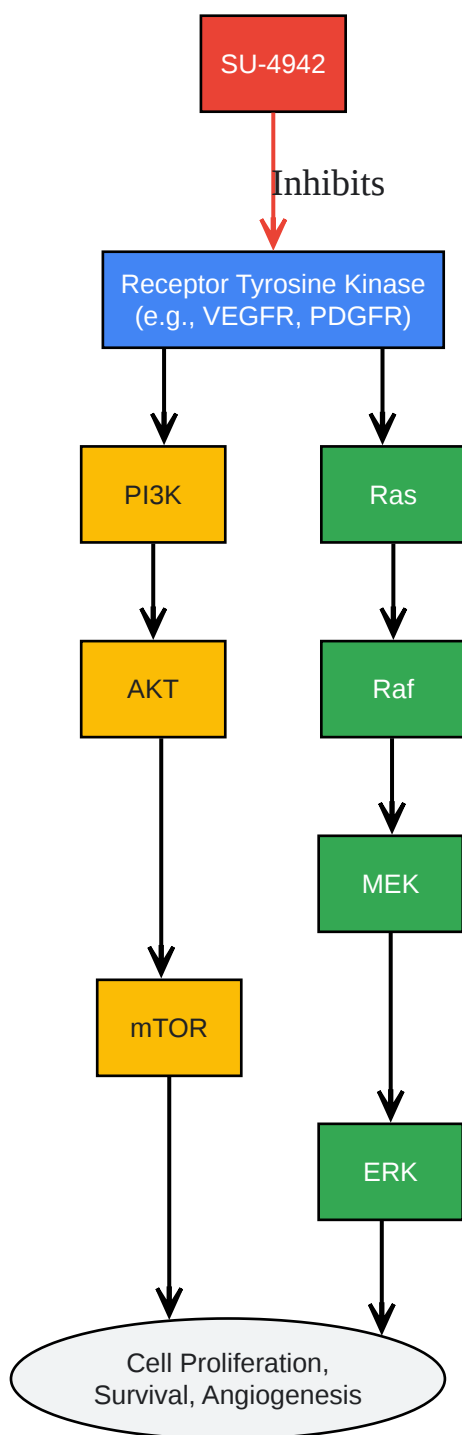 SU-4942
Inhibits
Receptor Tyrosine Kinase
(e.g., VEGFR, PDGFR)
PI3K
Ras
AKT
Raf
MEK
mTOR
ERK
Cell Proliferation,
Survival, Angiogenesis